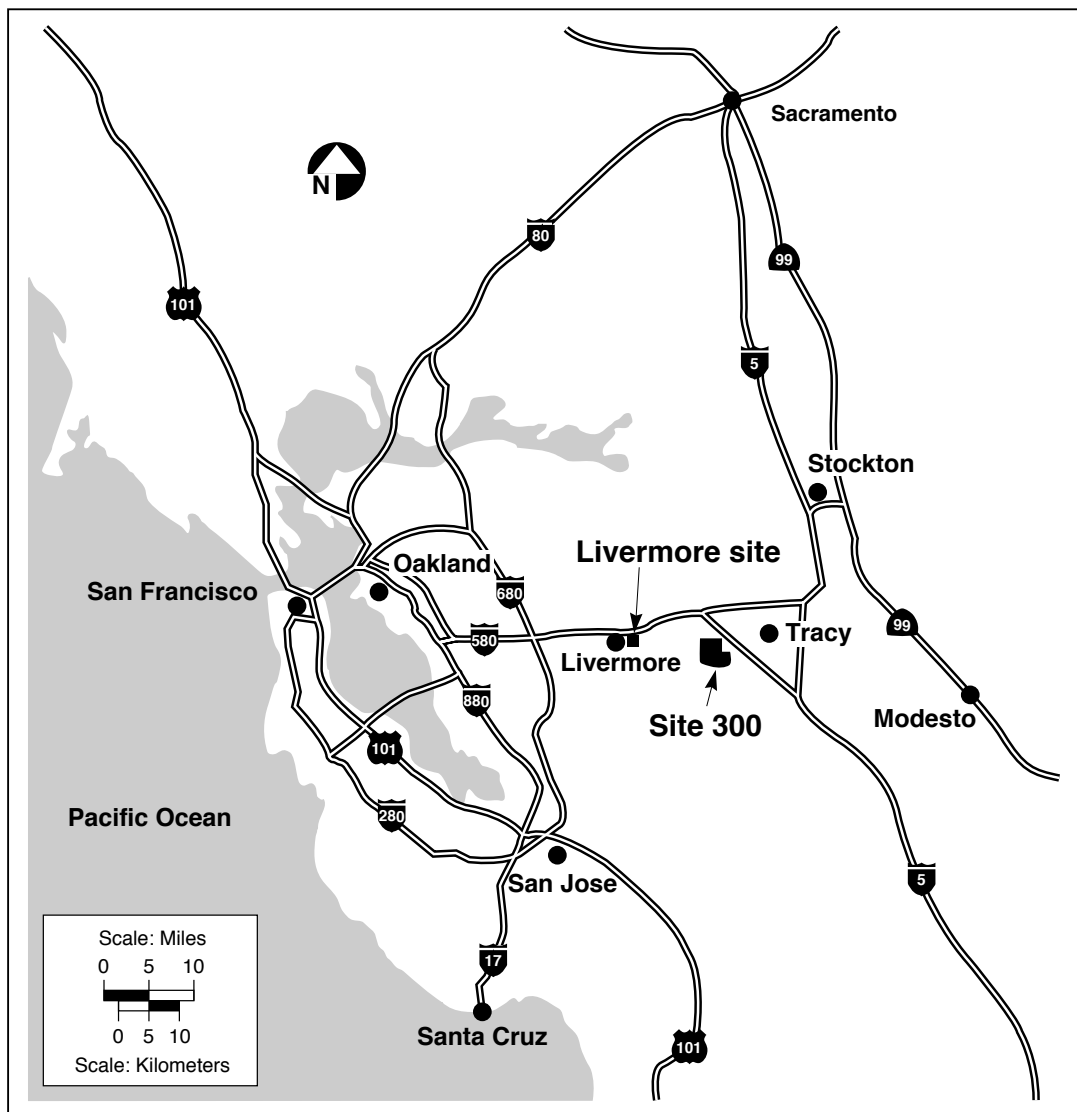 Sacramento
N
80
99
101
5
Stockton
Livermore site
Oakland
San Francisco
680
99
Tracy
580
Livermore
880
Site 300
Modesto
101
Pacific Ocean
280
San Jose
5
Scale: Miles
17
0 5 10
0 5 10
Santa Cruz
101
Scale: Kilometers